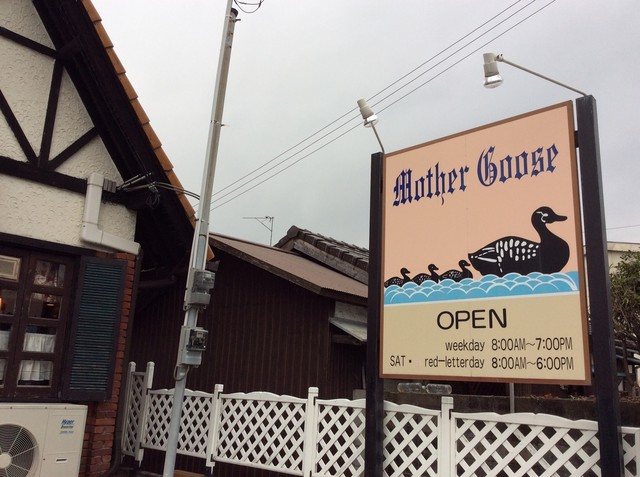 Mother Goose
OPEN
weekday 8:00AM～7:00PM
SAT・ red-letterday 8:00AM～6:00PM